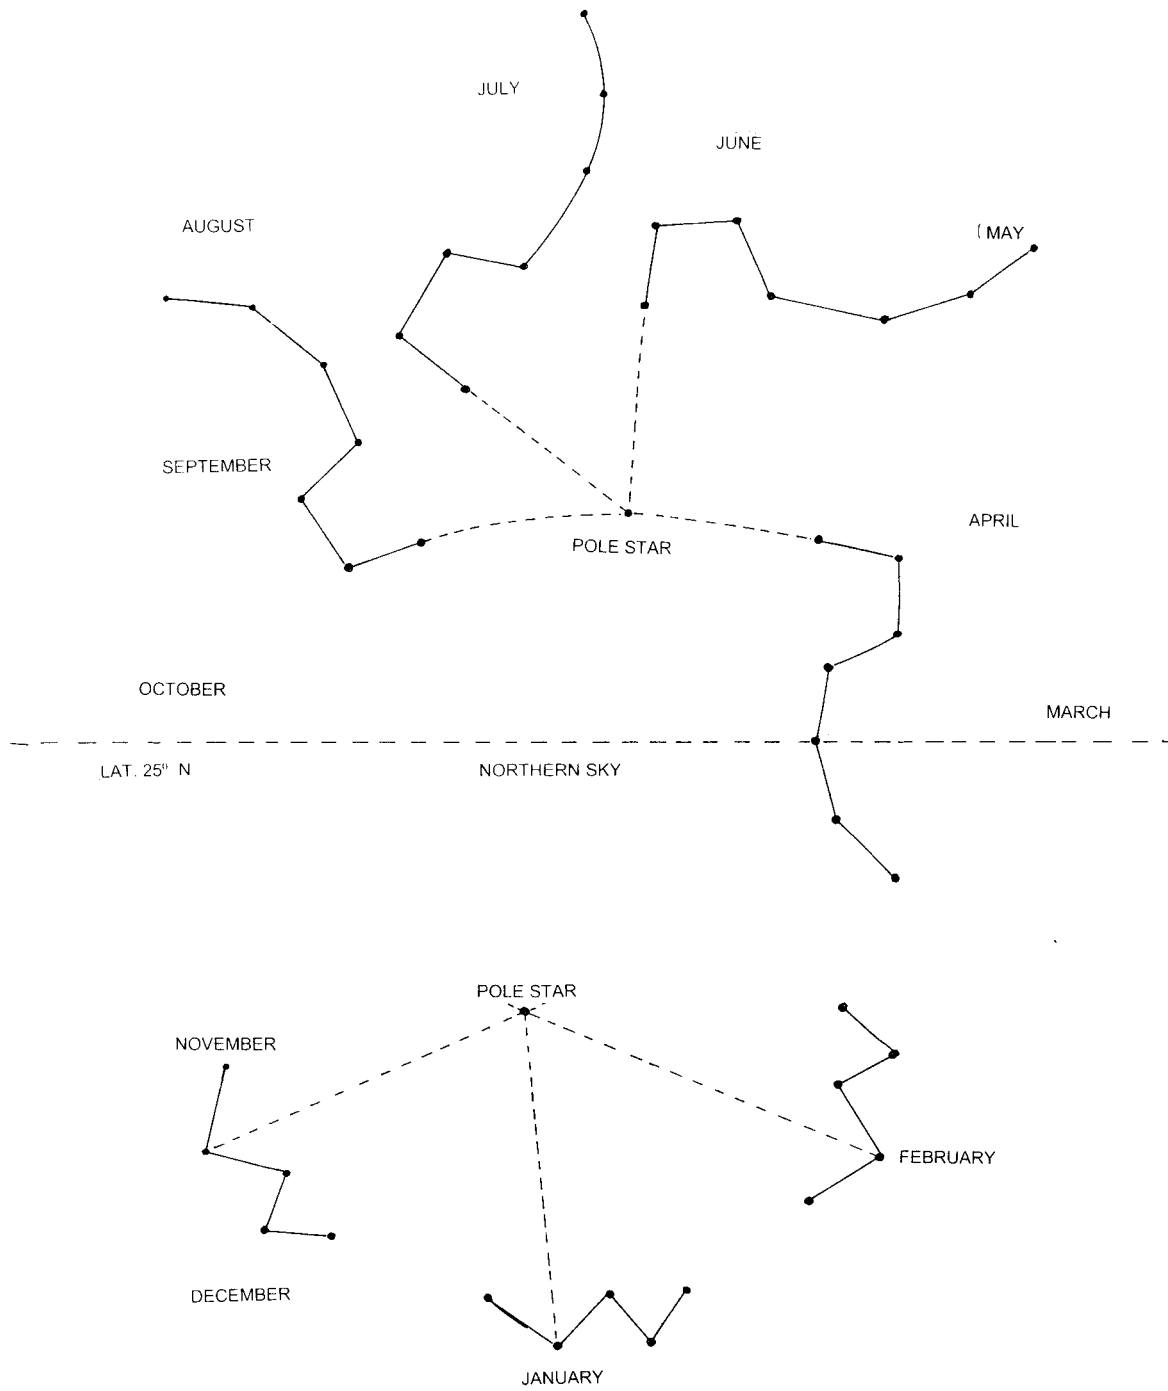 JULY
JUNE
AUGUST
( MAY
SEPTEMBER
POLE STAR
APRIL
OCTOBER
MARCH
LAT. 25° N
NORTHERN SKY
POLE STAR
NOVEMBER
FEBRUARY
DECEMBER
JANUARY